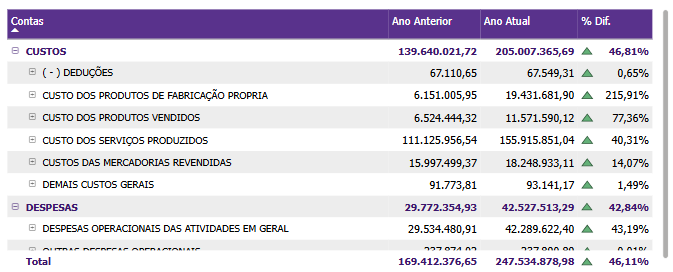 Contas Ano Anterior Ano Atual % Dif.
CUSTOS 139.640.021,72 205.007.365,69 46,81%
( - ) DEDUÇÕES 67.110,65 67.549,31 0,65%
CUSTO DOS PRODUTOS DE FABRICAÇÃO PROPRIA 6.151.005,95 19.431.681,90 215,91%
CUSTO DOS PRODUTOS VENDIDOS 6.524.444,32 11.571.590,12 77,36%
CUSTO DOS SERVIÇOS PRODUZIDOS 111.125.956,54 155.915.851,04 40,31%
CUSTOS DAS MERCADORIAS REVENDIDAS 15.997.499,37 18.248.933,11 14,07%
DEMAIS CUSTOS GERAIS 91.773,81 93.141,17 1,49%
DESPESAS 29.772.354,93 42.527.513,29 42,84%
DESPESAS OPERACIONAIS DAS ATIVIDADES EM GERAL 29.534.480,91 42.289.622,40 43,19%
OUTRAS DESPESAS OPERACIONAIS
Total 169.412.376,65 247.534.878,98 46,11%